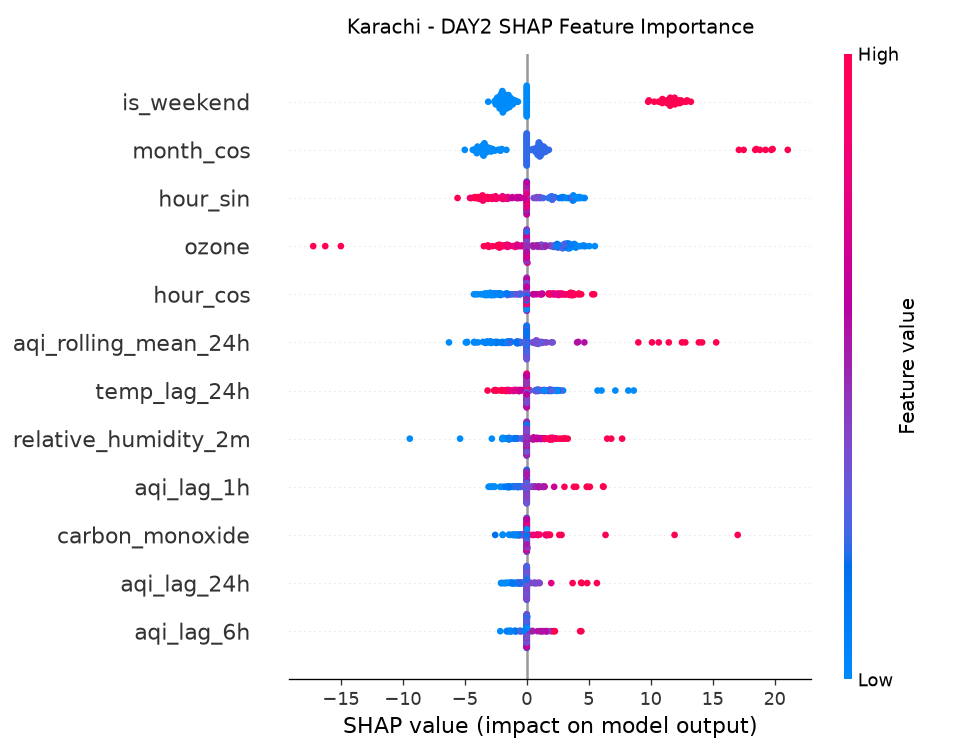 Karachi - DAY2 SHAP Feature Importance
High
is_weekend
month_cos
hour_sin
ozone
hour_cos
aqi_rolling_mean_24h
temp_lag_24h
relative_humidity_2m
aqi_lag_1h
carbon_monoxide
aqi_lag_24h
aqi_lag_6h
Feature value
Low
−15 −10 −5 0 5 10 15 20
SHAP value (impact on model output)